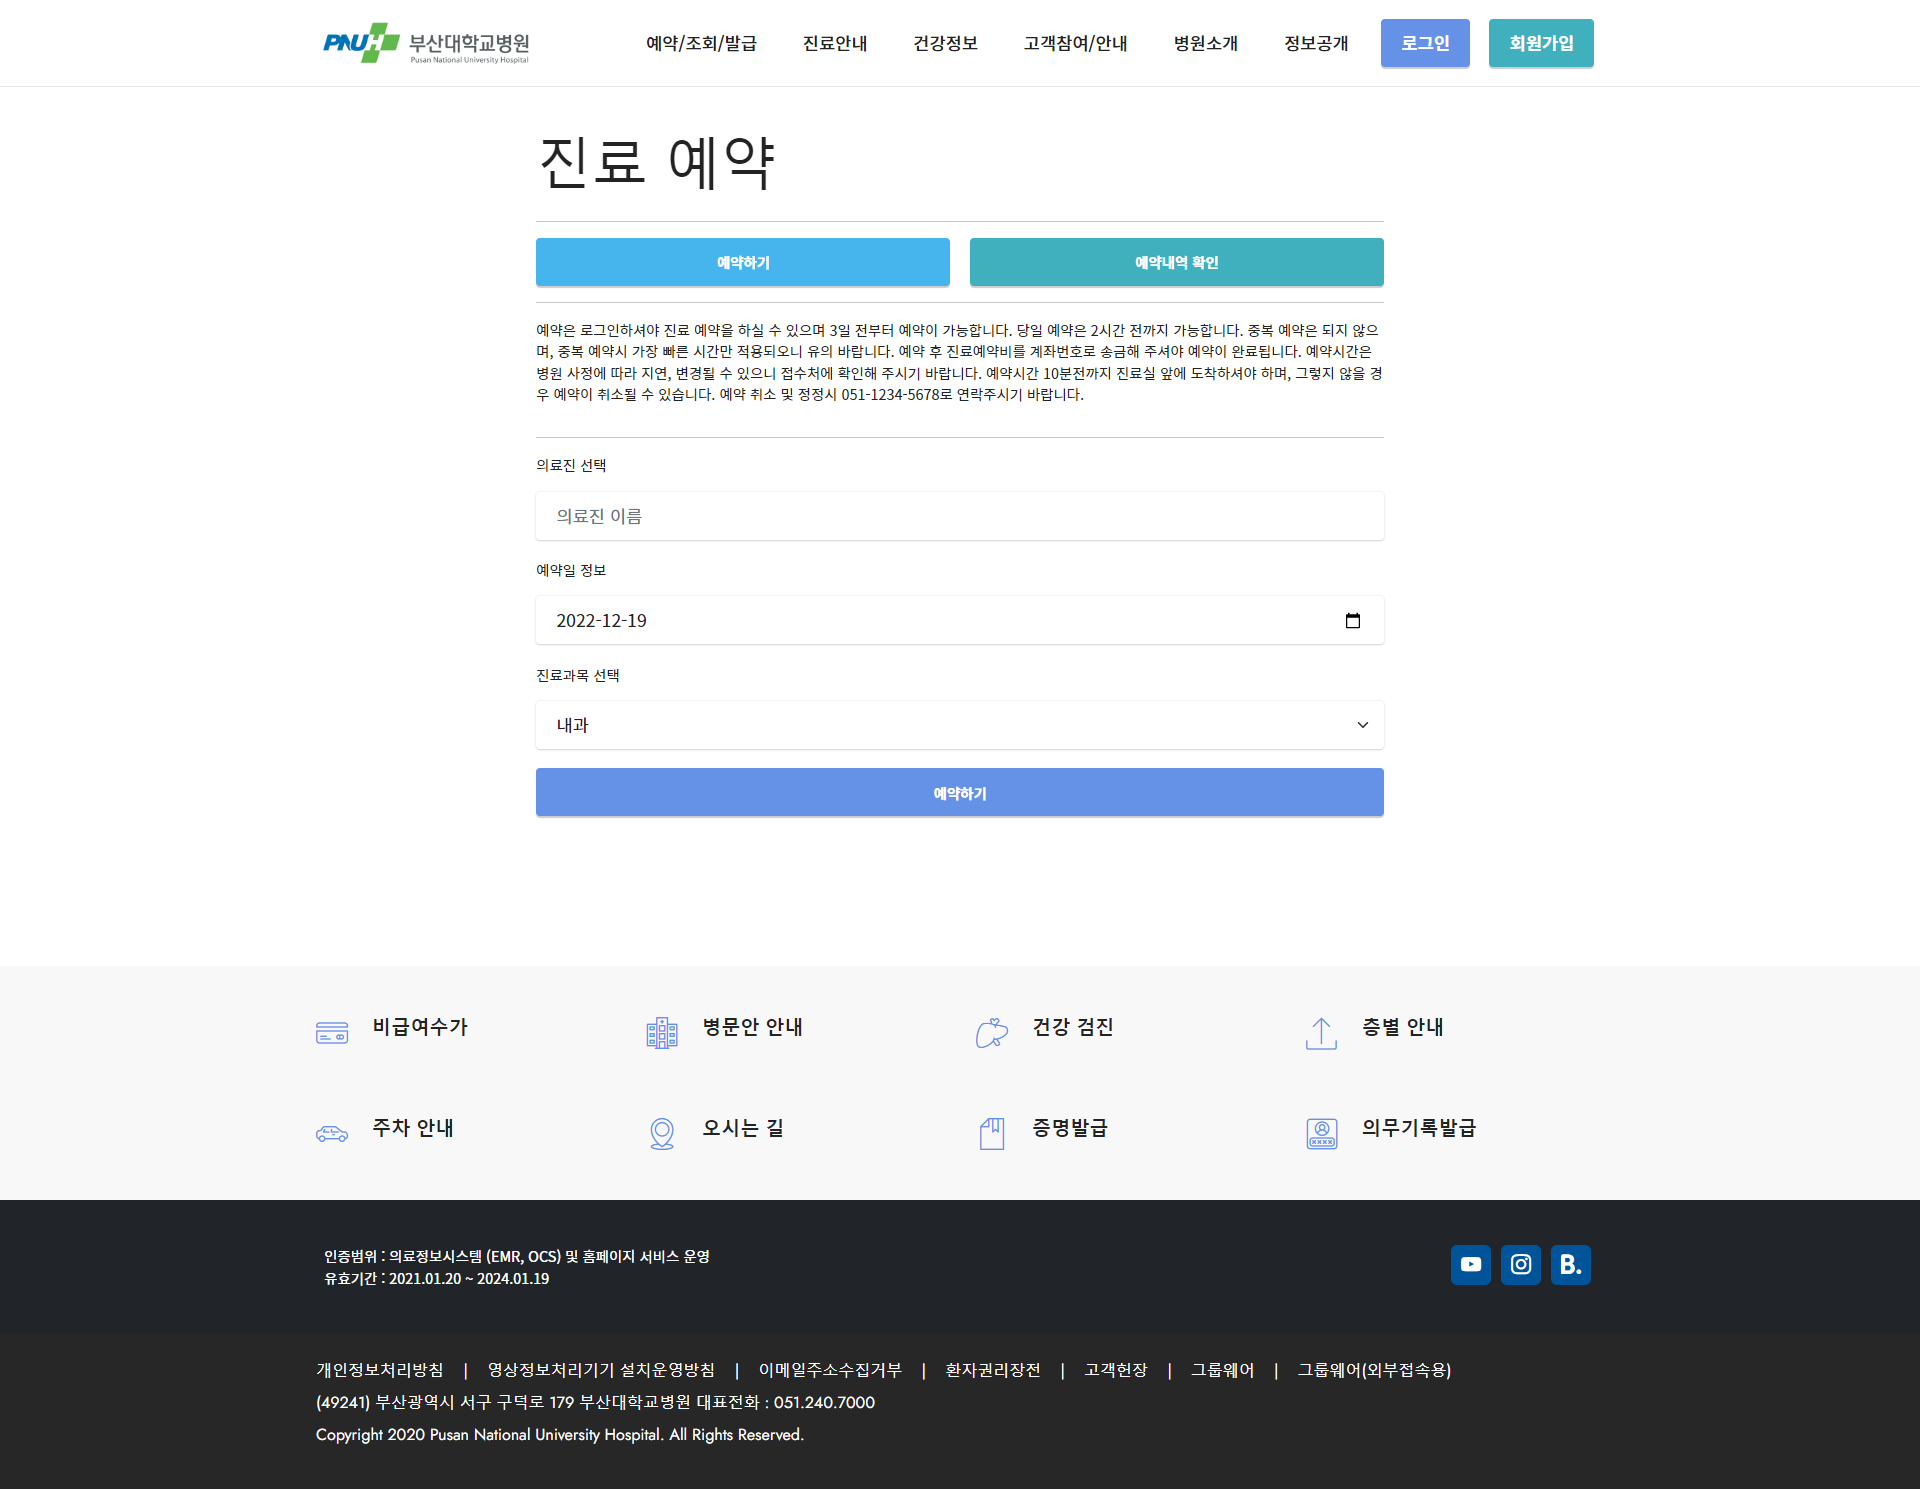 PNUH 부산대학교병원
Pusan National University Hospital
예약/조회/발급 진료안내 건강정보 고객참여/안내 병원소개 정보공개 로그인 회원가입
진료 예약
예약하기 예약내역 확인
예약은 로그인하셔야 진료 예약을 하실 수 있으며 3일 전부터 예약이 가능합니다. 당일 예약은 2시간 전까지 가능합니다. 중복 예약은 되지 않으
며, 중복 예약시 가장 빠른 시간만 적용되오니 유의 바랍니다. 예약 후 진료예약비를 계좌번호로 송금해 주셔야 예약이 완료됩니다. 예약시간은
병원 사정에 따라 지연, 변경될 수 있으니 접수처에 확인해 주시기 바랍니다. 예약시간 10분전까지 진료실 앞에 도착하셔야 하며, 그렇지 않을 경
우 예약이 취소될 수 있습니다. 예약 취소 및 정정시 051-1234-5678로 연락주시기 바랍니다.
의료진 선택
의료진 이름
예약일 정보
2022-12-19
진료과목 선택
내과
예약하기
비급여수가 병문안 안내 건강 검진 층별 안내
주차 안내 오시는 길 증명발급 의무기록발급
인증범위 : 의료정보시스템 (EMR, OCS) 및 홈페이지 서비스 운영
유효기간 : 2021.01.20 ~ 2024.01.19
B.
개인정보처리방침 | 영상정보처리기기 설치운영방침 | 이메일주소수집거부 | 환자권리장전 | 고객헌장 | 그룹웨어 | 그룹웨어(외부접속용)
(49241) 부산광역시 서구 구덕로 179 부산대학교병원 대표전화 : 051.240.7000
Copyright 2020 Pusan National University Hospital. All Rights Reserved.